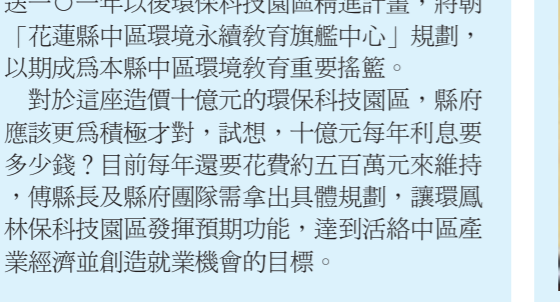 送一○一年以後環保科技園區精進計畫，將朝
「花蓮縣中區環境永續教育旗艦中心」規劃，
以期成為本縣中區環境教育重要搖籃。
對於這座造價十億元的環保科技園區，縣府
應該更為積極才對，試想，十億元每年利息要
多少錢？目前每年還要花費約五百萬元來維持
，傅縣長及縣府團隊需拿出具體規劃，讓環鳳
林保科技園區發揮預期功能，達到活絡中區產
業經濟並創造就業機會的目標。